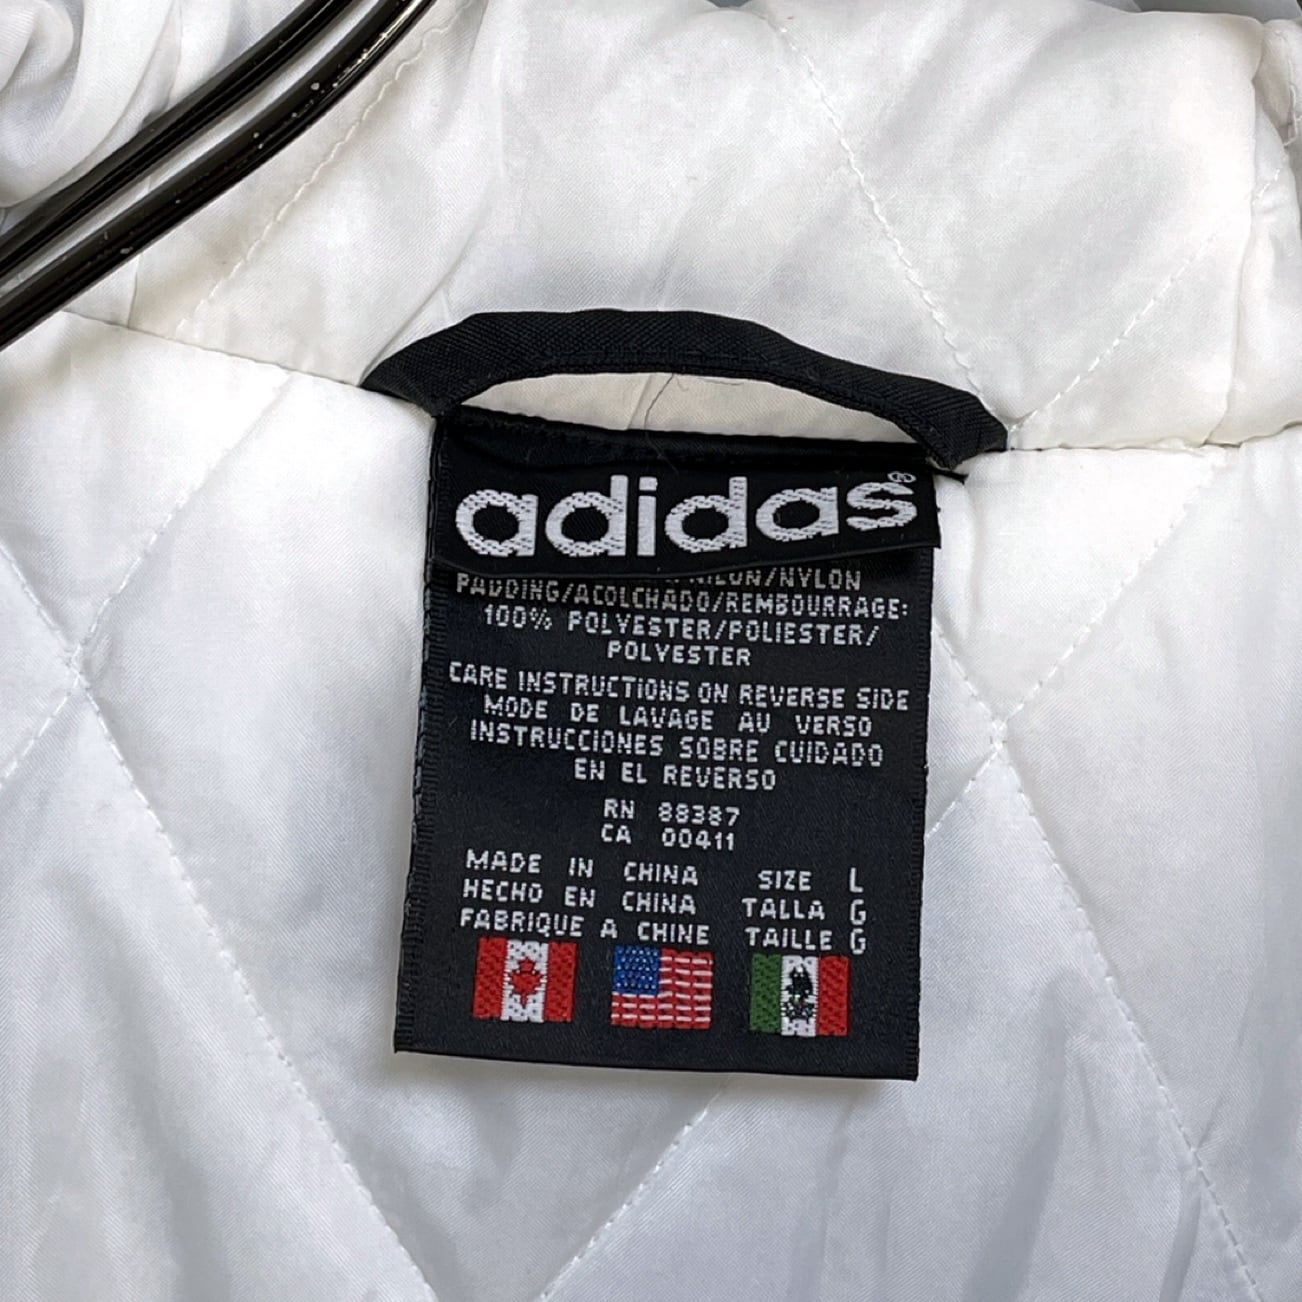 adidas®
NILON/NYLON
PADDING/ACOLCHADO/REMBOURRAGE:
100% POLYESTER/POLIESTER/
POLYESTER
CARE INSTRUCTIONS ON REVERSE SIDE
MODE DE LAVAGE AU VERSO
INSTRUCCIONES SOBRE CUIDADO
EN EL REVERSO
RN 88387
CA 00411
MADE IN CHINA SIZE L
HECHO EN CHINA TALLA G
FABRIQUE A CHINE TAILLE G